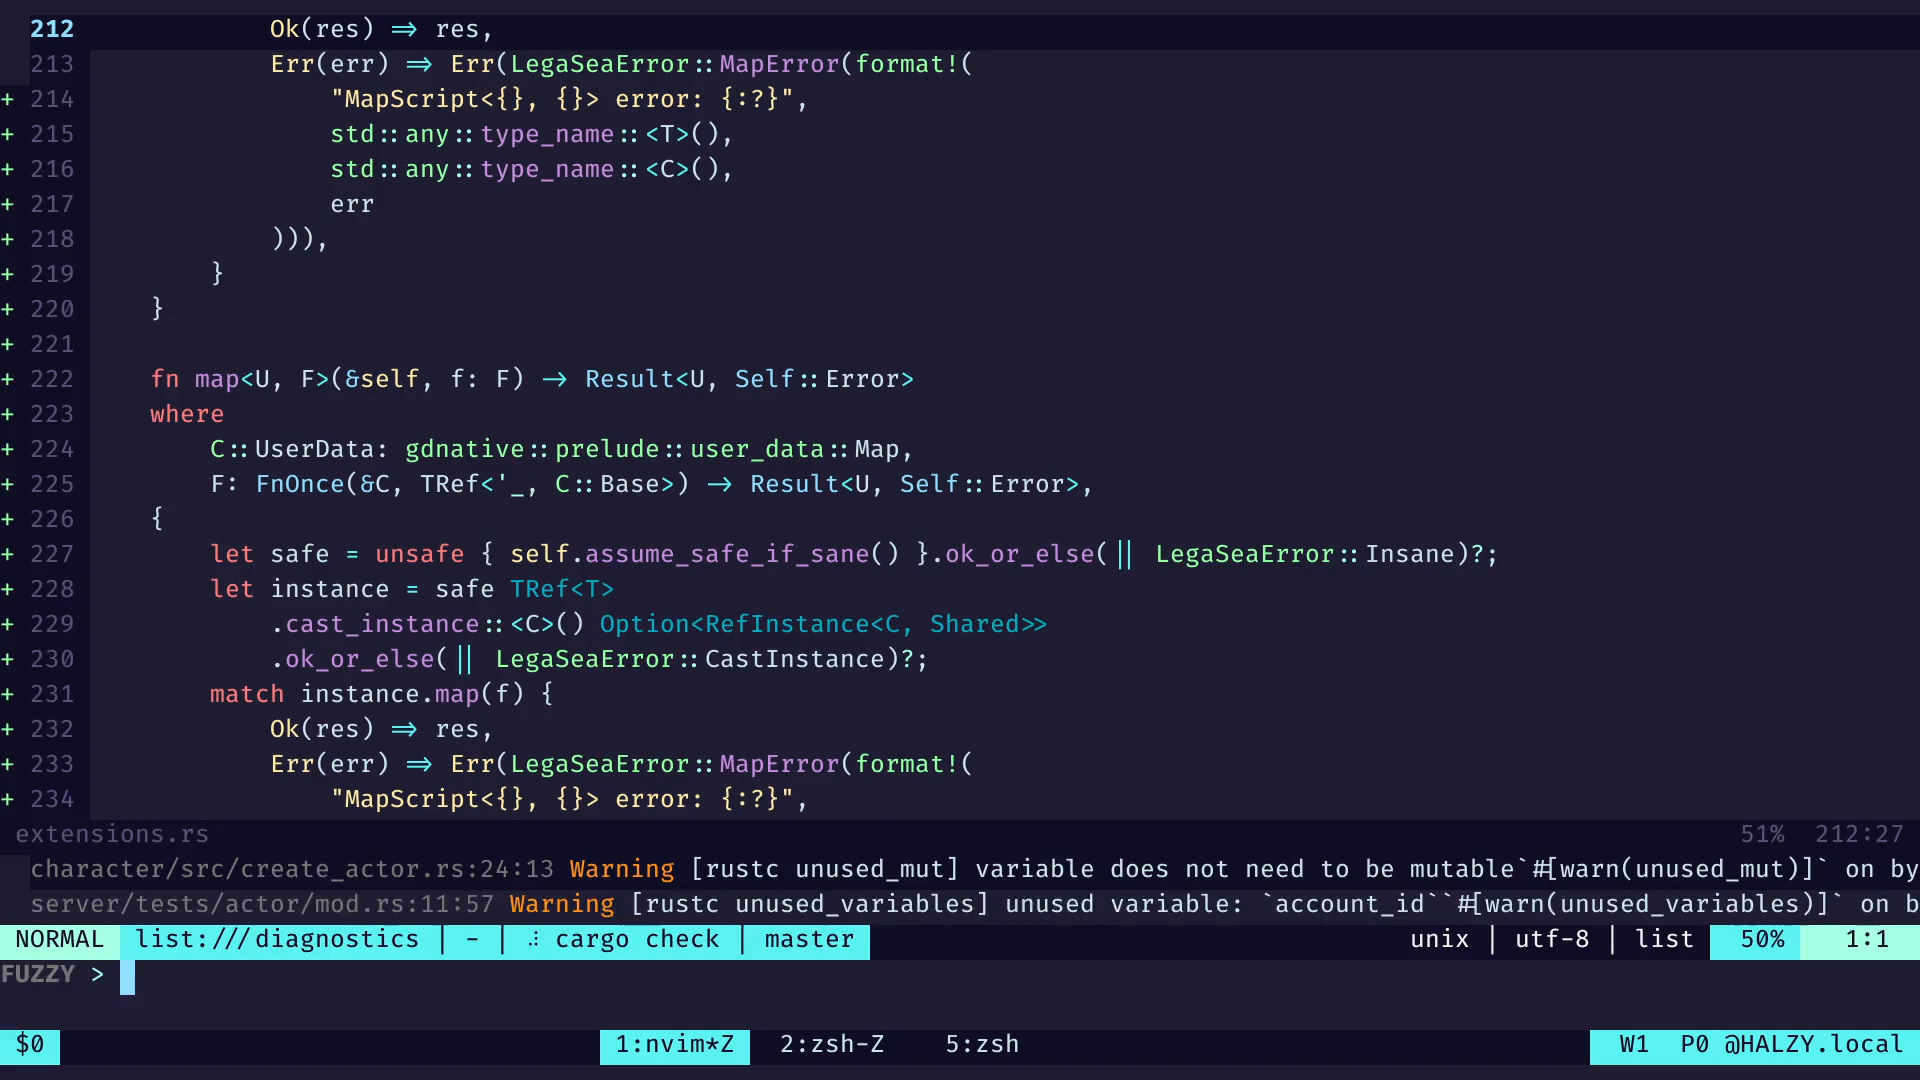 212             Ok(res) => res,
213             Err(err) => Err(LegaSeaError::MapError(format!(
+ 214                 "MapScript<{}, {}> error: {:?}",
+ 215                 std::any::type_name::<T>(),
+ 216                 std::any::type_name::<C>(),
+ 217                 err
+ 218             ))),
+ 219         }
+ 220     }
+ 221
+ 222     fn map<U, F>(&self, f: F) -> Result<U, Self::Error>
+ 223     where
+ 224         C::UserData: gdnative::prelude::user_data::Map,
+ 225         F: FnOnce(&C, TRef<'_, C::Base>) -> Result<U, Self::Error>,
+ 226     {
+ 227         let safe = unsafe { self.assume_safe_if_sane() }.ok_or_else(|| LegaSeaError::Insane)?;
+ 228         let instance = safe TRef<T>
+ 229             .cast_instance::<C>() Option<RefInstance<C, Shared>>
+ 230             .ok_or_else(|| LegaSeaError::CastInstance)?;
+ 231         match instance.map(f) {
+ 232             Ok(res) => res,
+ 233             Err(err) => Err(LegaSeaError::MapError(format!(
+ 234                 "MapScript<{}, {}> error: {:?}",
extensions.rs 51% 212:27
character/src/create_actor.rs:24:13 Warning [rustc unused_mut] variable does not need to be mutable`#[warn(unused_mut)]` on by
server/tests/actor/mod.rs:11:57 Warning [rustc unused_variables] unused variable: `account_id``#[warn(unused_variables)]` on b
NORMAL list:///diagnostics | - | ⠼ cargo check | master unix | utf-8 | list 50% 1:1
FUZZY >
$0 1:nvim*Z 2:zsh-Z 5:zsh W1 P0 @HALZY.local